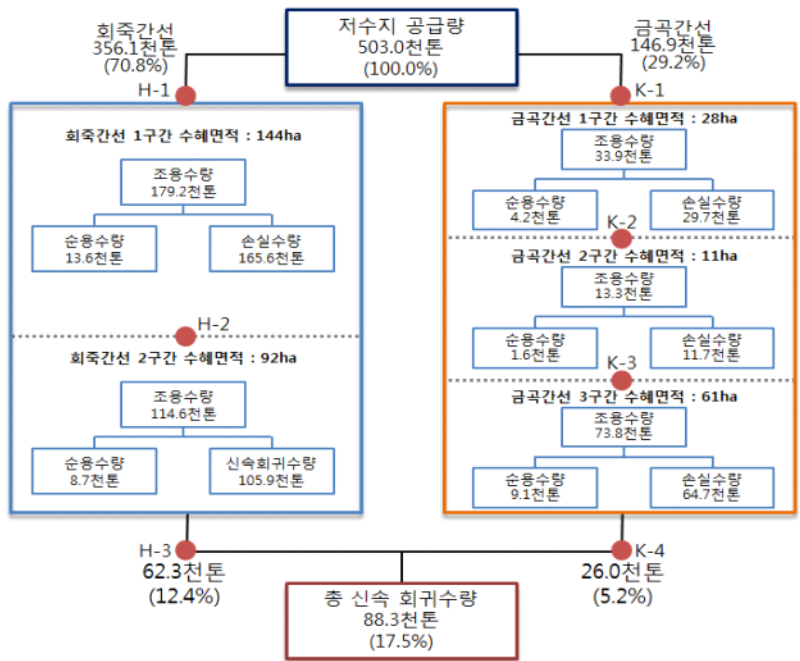 회죽간선
356.1천톤
(70.8%)
저수지 공급량
503.0천톤
(100.0%)
금곡간선
146.9천톤
(29.2%)
H-1
K-1
회죽간선 1구간 수혜면적 : 144ha
조용수량
179.2천톤
순용수량
13.6천톤
손실수량
165.6천톤
H-2
회죽간선 2구간 수혜면적 : 92ha
조용수량
114.6천톤
순용수량
8.7천톤
신속회귀수량
105.9천톤
금곡간선 1구간 수혜면적 : 28ha
조용수량
33.9천톤
순용수량
4.2천톤
손실수량
29.7천톤
K-2
금곡간선 2구간 수혜면적 : 11ha
조용수량
13.3천톤
순용수량
1.6천톤
손실수량
11.7천톤
K-3
금곡간선 3구간 수혜면적 : 61ha
조용수량
73.8천톤
순용수량
9.1천톤
손실수량
64.7천톤
H-3
62.3천톤
(12.4%)
K-4
26.0천톤
(5.2%)
총 신속 회귀수량
88.3천톤
(17.5%)